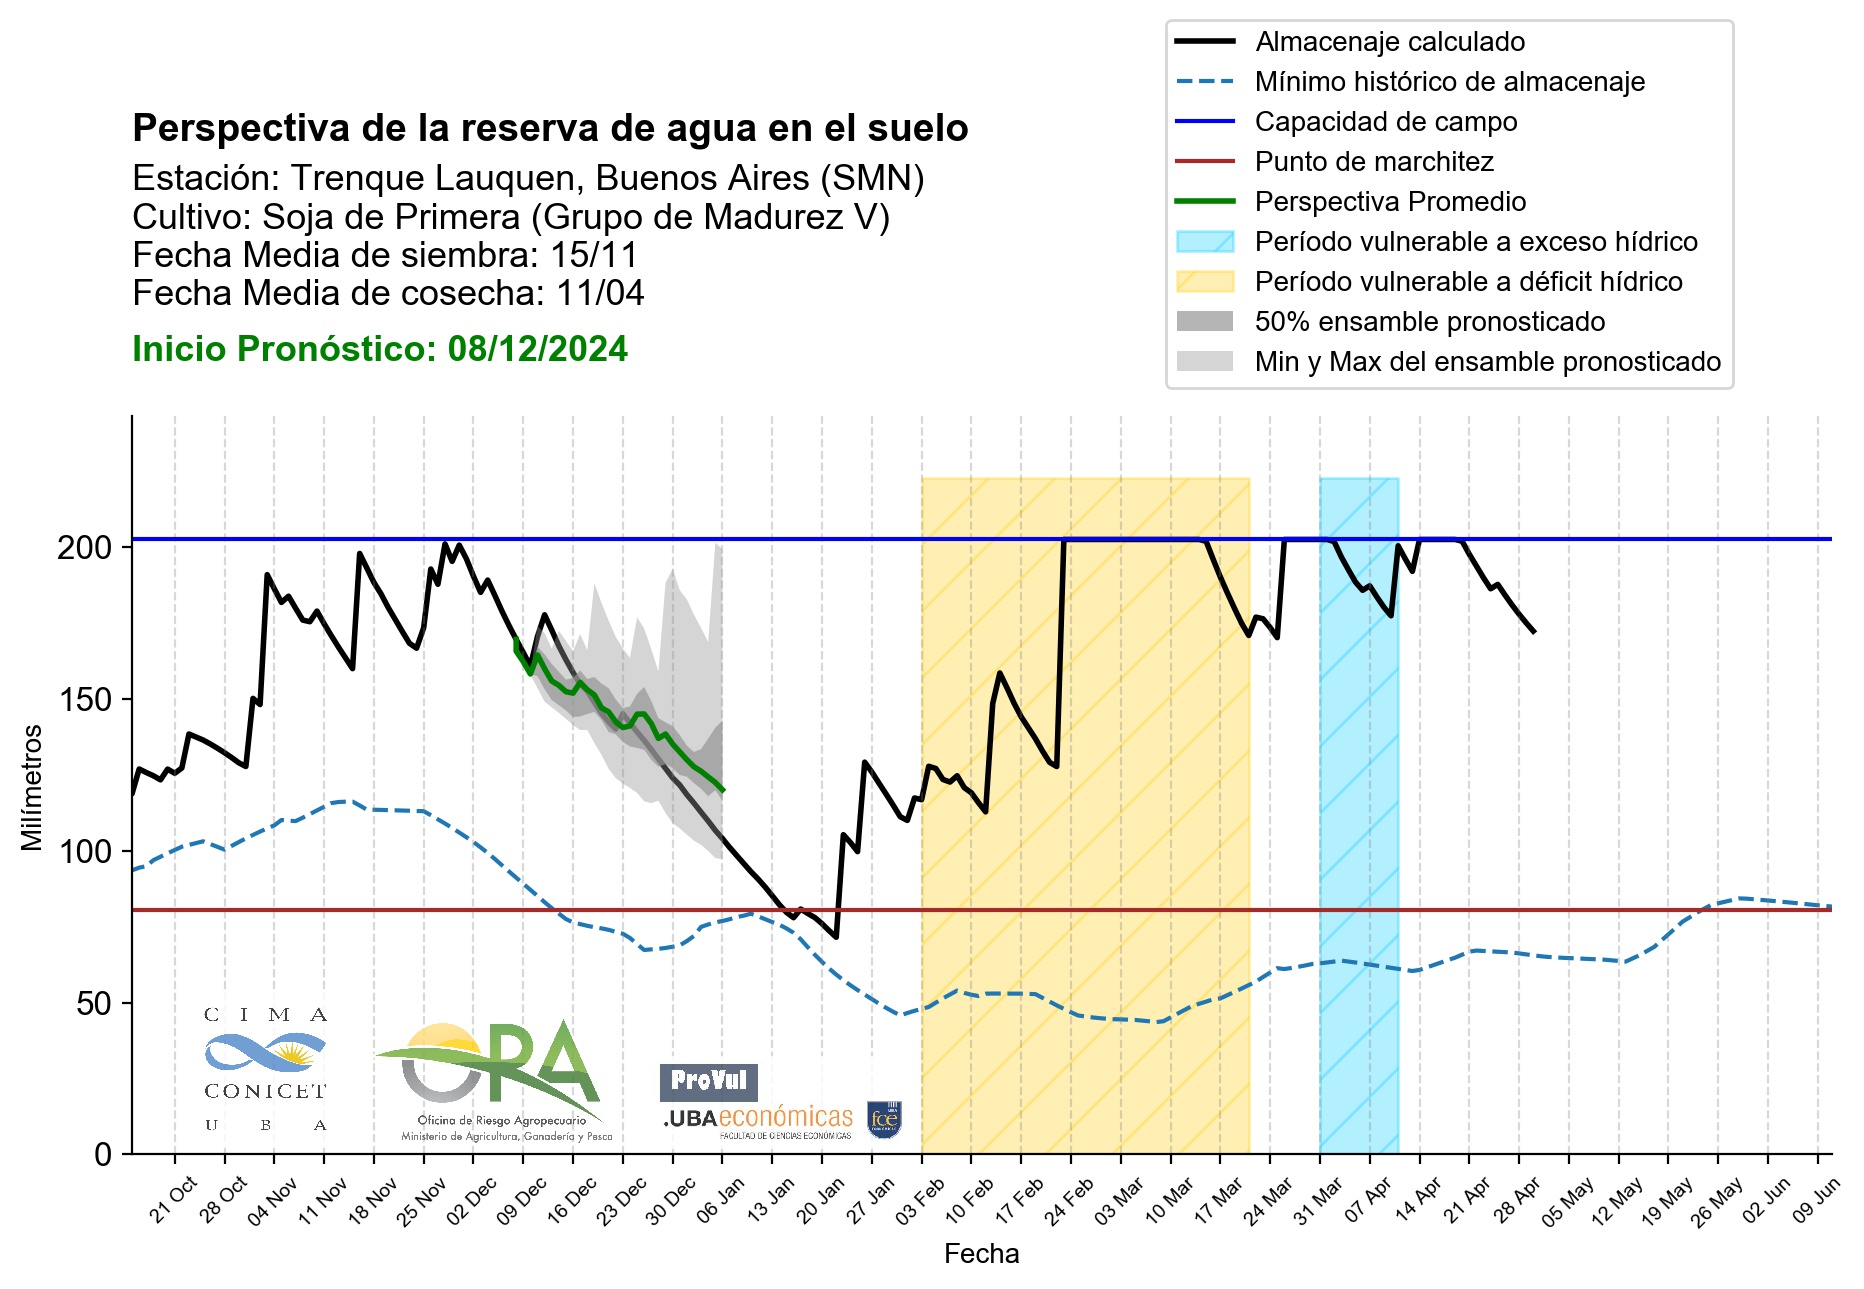 Almacenaje calculado
Mínimo histórico de almacenaje
Capacidad de campo
Punto de marchitez
Perspectiva Promedio
Período vulnerable a exceso hídrico
Período vulnerable a déficit hídrico
50% ensamble pronosticado
Min y Max del ensamble pronosticado
Perspectiva de la reserva de agua en el suelo
Estación: Trenque Lauquen, Buenos Aires (SMN)
Cultivo: Soja de Primera (Grupo de Madurez V)
Fecha Media de siembra: 15/11
Fecha Media de cosecha: 11/04
Inicio Pronóstico: 08/12/2024
Milímetros
200
150
100
50
0
CIMA
CONICET
UBA
ORA
Oficina de Riesgo Agropecuario
Ministerio de Agricultura, Ganadería y Pesca
ProVul
.UBAeconómicas
FACULTAD DE CIENCIAS ECONÓMICAS
UBA
fce
ECONÓMICAS
21 Oct
28 Oct
04 Nov
11 Nov
18 Nov
25 Nov
02 Dec
09 Dec
16 Dec
23 Dec
30 Dec
06 Jan
13 Jan
20 Jan
27 Jan
03 Feb
10 Feb
17 Feb
24 Feb
03 Mar
10 Mar
17 Mar
24 Mar
31 Mar
07 Apr
14 Apr
21 Apr
28 Apr
05 May
12 May
19 May
26 May
02 Jun
09 Jun
Fecha